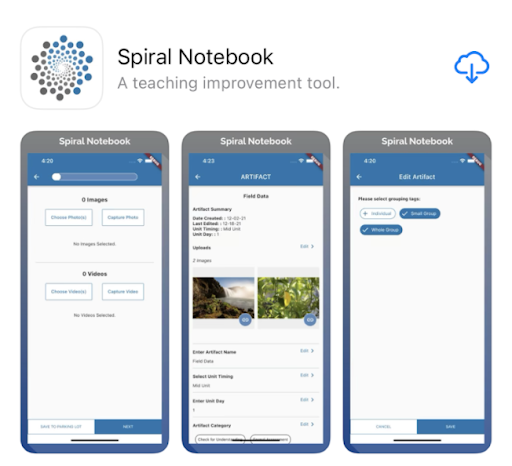 Spiral Notebook
A teaching improvement tool.
Spiral Notebook
4:20
0 Images
Choose Photo(s)
Capture Photo
No Images Selected.
0 Videos
Choose Video(s)
Capture Video
No Videos Selected.
SAVE TO PARKING LOT
NEXT
Spiral Notebook
4:23
ARTIFACT
Field Data
Artifact Summary
Date Created: : 12-02-21
Last Edited: : 12-16-21
Unit Timing: : Mid Unit
Unit Day: : 1
Uploads
Edit >
2 Images
Enter Artifact Name
Edit >
Field Data
Select Unit Timing
Edit >
Mid Unit
Enter Unit Day
Edit >
1
Artifact Category
Edit >
Check for Understanding
Spiral Notebook
4:20
Edit Artifact
Please select grouping tags:
+ Individual
✓ Small Group
✓ Whole Group
CANCEL
SAVE